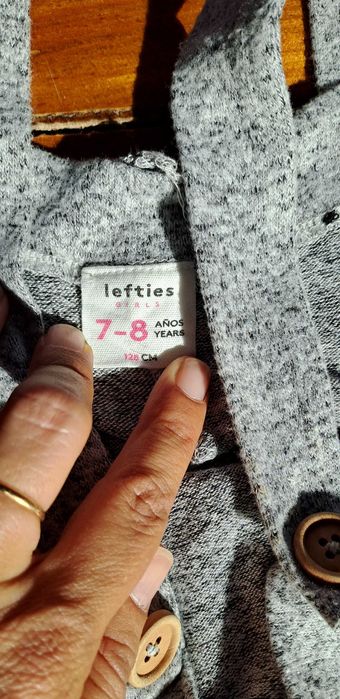 lefties
GIRLS
7-8 AÑOS
YEARS
128 CM